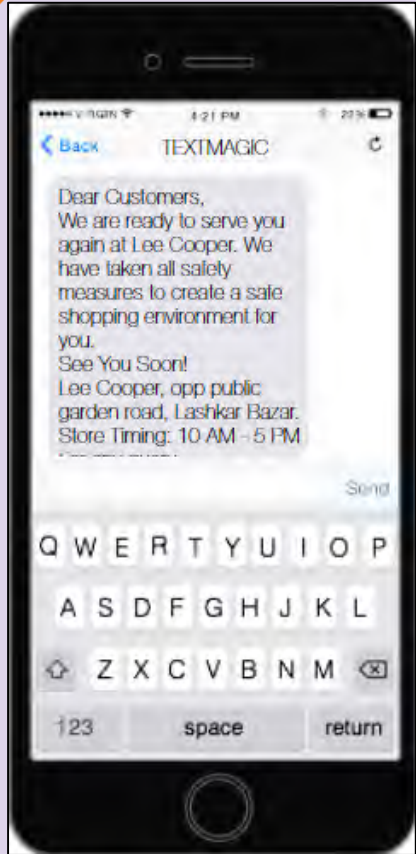 VIRGIN 4:21 PM 22%
Back TEXTMAGIC
Dear Customers,
We are ready to serve you
again at Lee Cooper. We
have taken all safety
measures to create a safe
shopping environment for
you.
See You Soon!
Lee Cooper, opp public
garden road, Lashkar Bazar.
Store Timing: 10 AM - 5 PM
Send
Q W E R T Y U I O P
A S D F G H J K L
Z X C V B N M
123 space return